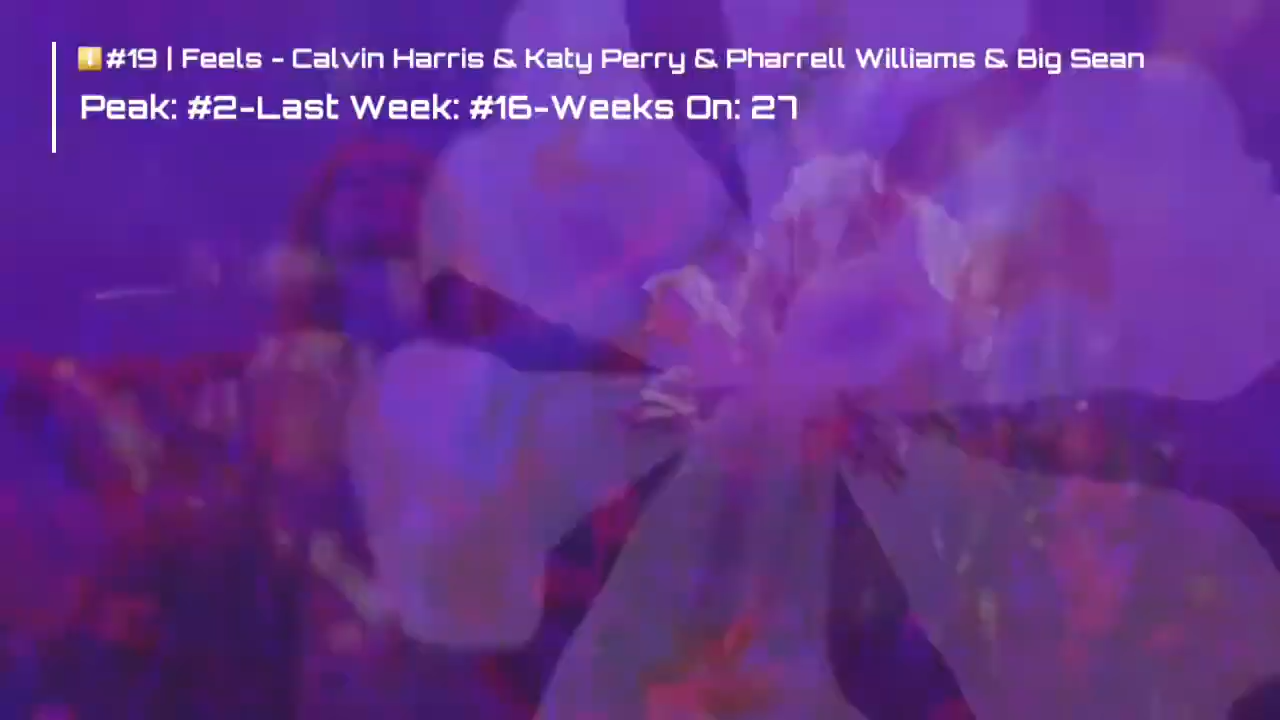 #19 | Feels - Calvin Harris & Katy Perry & Pharrell Williams & Big Sean
Peak: #2-Last Week: #16-Weeks On: 27